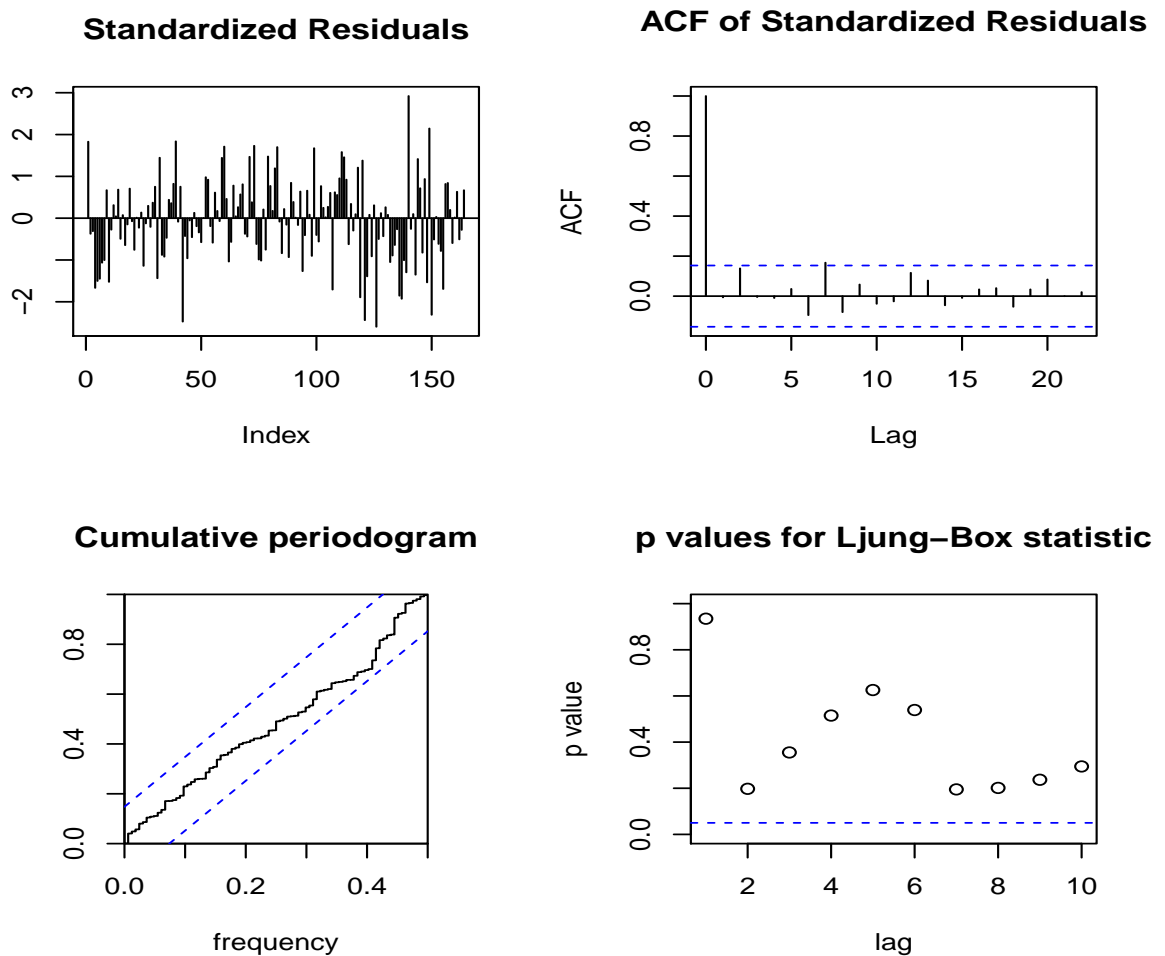 Standardized Residuals
3
2
1
0
−2
0 50 100 150
Index
ACF of Standardized Residuals
ACF
0.8
0.4
0.0
0 5 10 15 20
Lag
Cumulative periodogram
0.8
0.4
0.0
0.0 0.2 0.4
frequency
p values for Ljung−Box statistic
p value
0.8
0.4
0.0
2 4 6 8 10
lag